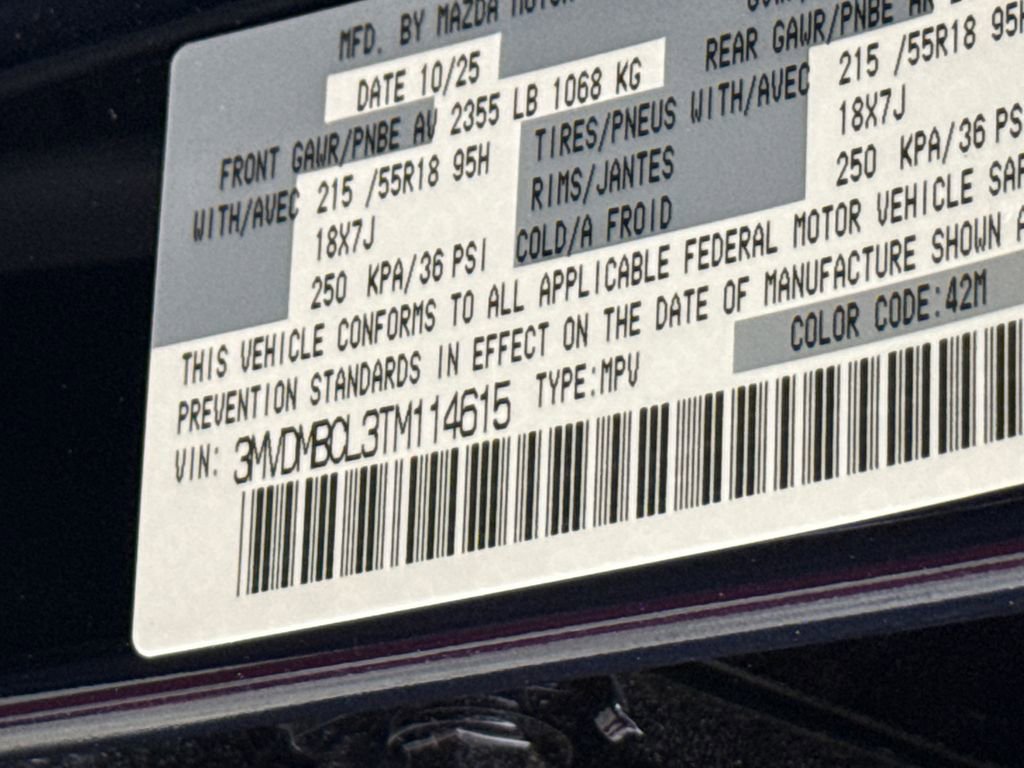 MFD. BY MAZDA MOTOR
DATE 10/25
FRONT GAWR/PNBE AV 2355 LB 1068 KG
REAR GAWR/PNBE AR
WITH/AVEC 215 /55R18 95H TIRES/PNEUS WITH/AVEC 215 /55R18 95H
18X7J RIMS/JANTES 18X7J
250 KPA/36 PSI COLD/A FROID 250 KPA/36 PS
THIS VEHICLE CONFORMS TO ALL APPLICABLE FEDERAL MOTOR VEHICLE SAF
PREVENTION STANDARDS IN EFFECT ON THE DATE OF MANUFACTURE SHOWN A
VIN: 3MVDMBCL3TM114615 TYPE:MPV COLOR CODE:42M